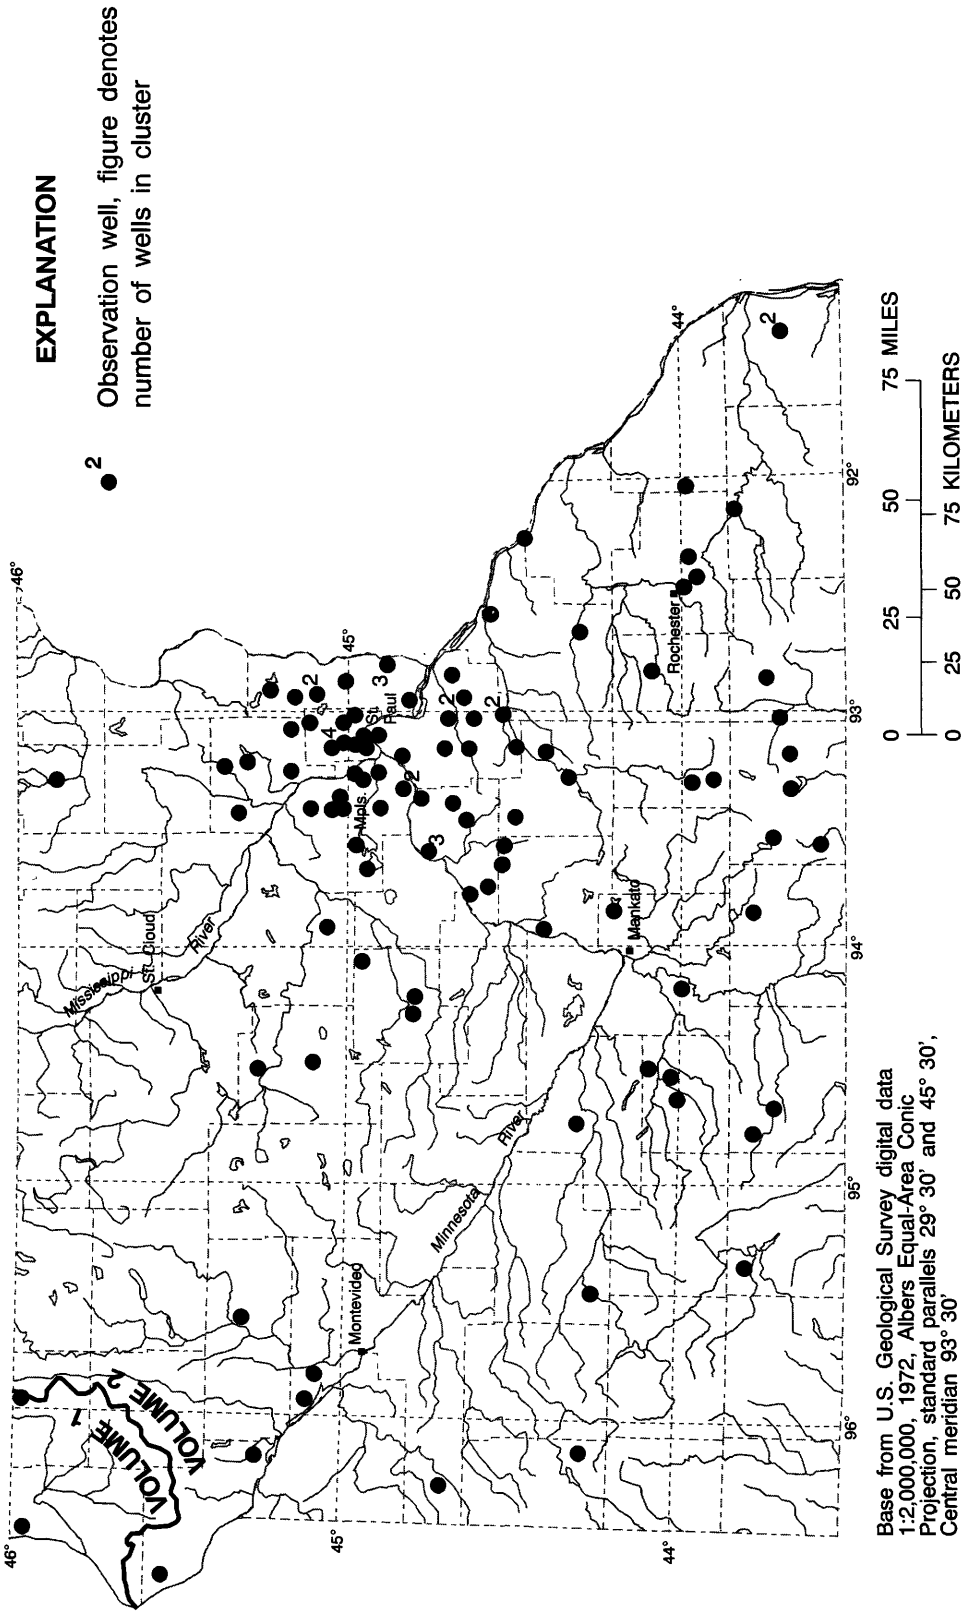 EXPLANATION
2
Observation well, figure denotes
number of wells in cluster
46°
46°
VOLUME 1
VOLUME 2
Mississippi
River
St. Cloud
45°
45°
2
3
4
St.
Paul
Mpls.
2
2
2
3
Montevideo
Minnesota
River
Mankato
Rochester
44°
44°
2
96°
95°
94°
93°
92°
0 25 50 75 MILES
0 25 50 75 KILOMETERS
Base from U.S. Geological Survey digital data
1:2,000,000, 1972, Albers Equal-Area Conic
Projection, standard parallels 29° 30' and 45° 30',
Central meridian 93° 30'